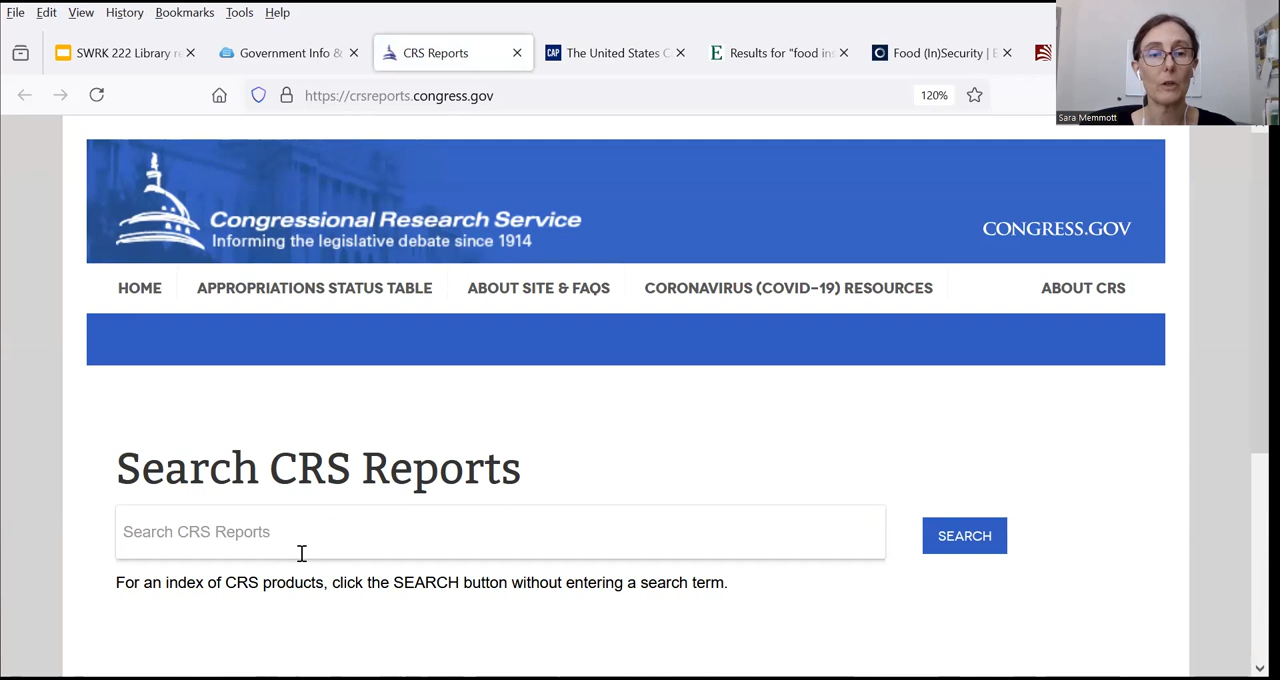 File Edit View History Bookmarks Tools Help
SWRK 222 Library re
Government Info &
CRS Reports
CAP The United States C
E Results for "food ins
Food (In)Security | E
https://crsreports.congress.gov
120%
Sara Memmott
Congressional Research Service
Informing the legislative debate since 1914
CONGRESS.GOV
HOME APPROPRIATIONS STATUS TABLE ABOUT SITE & FAQS CORONAVIRUS (COVID-19) RESOURCES ABOUT CRS
Search CRS Reports
Search CRS Reports
SEARCH
For an index of CRS products, click the SEARCH button without entering a search term.